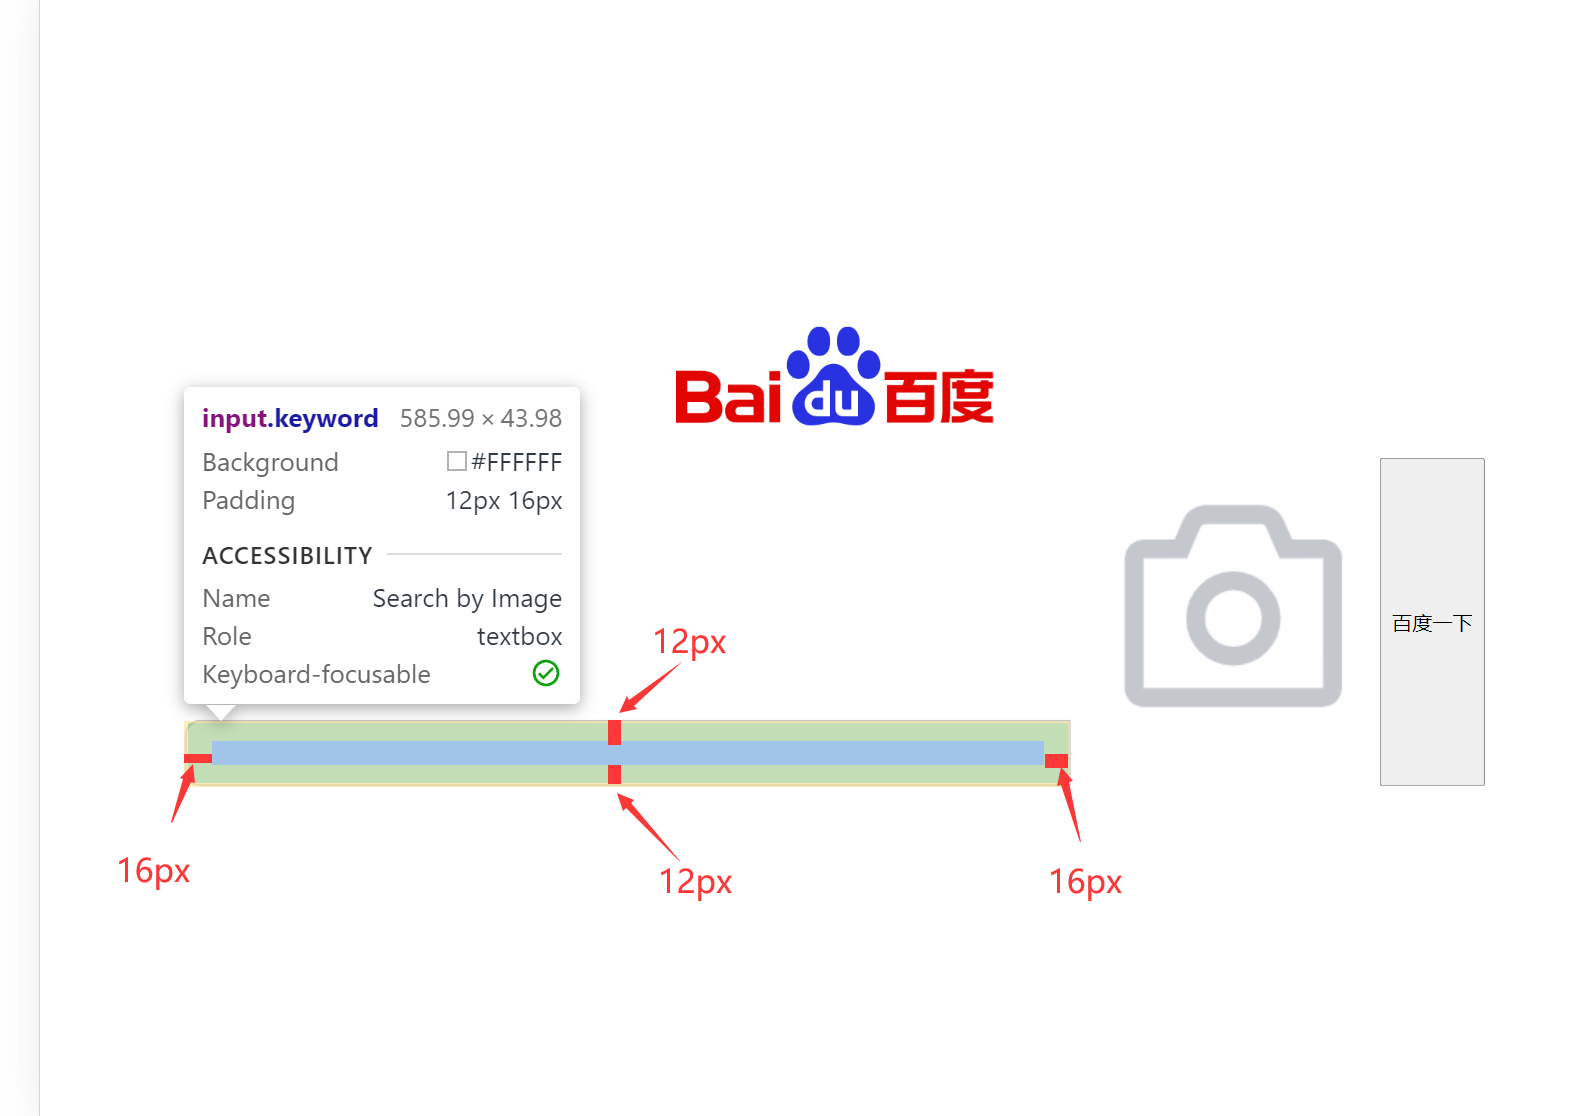 Bai du 百度
input.keyword 585.99 × 43.98
Background #FFFFFF
Padding 12px 16px
ACCESSIBILITY
Name Search by Image
Role textbox
Keyboard-focusable
百度一下
12px
16px
12px
16px